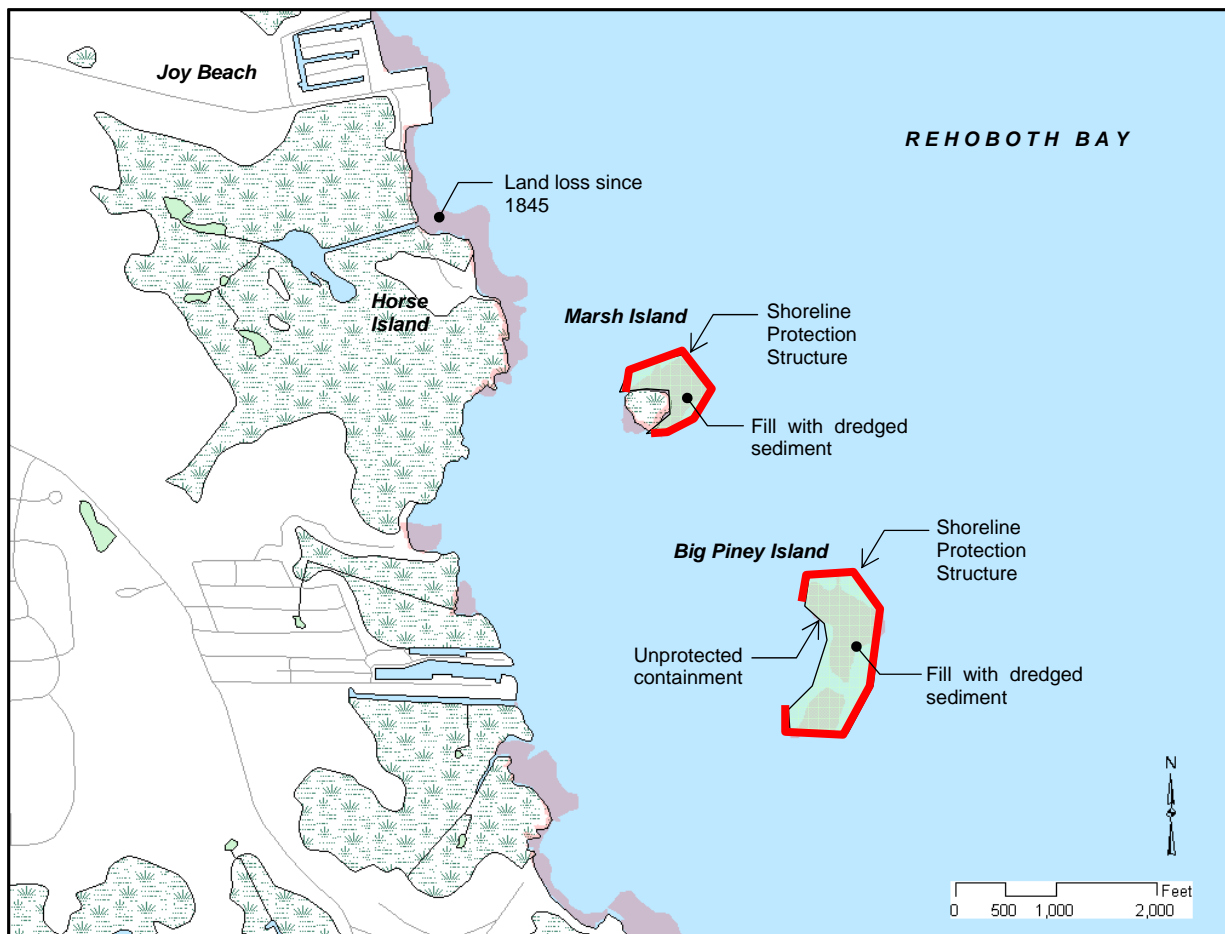 Joy Beach
REHOBOTH BAY
Land loss since
1845
Horse
Island
Marsh Island
Shoreline
Protection
Structure
Fill with dredged
sediment
Big Piney Island
Shoreline
Protection
Structure
Unprotected
containment
Fill with dredged
sediment
N
Feet
0 500 1,000 2,000